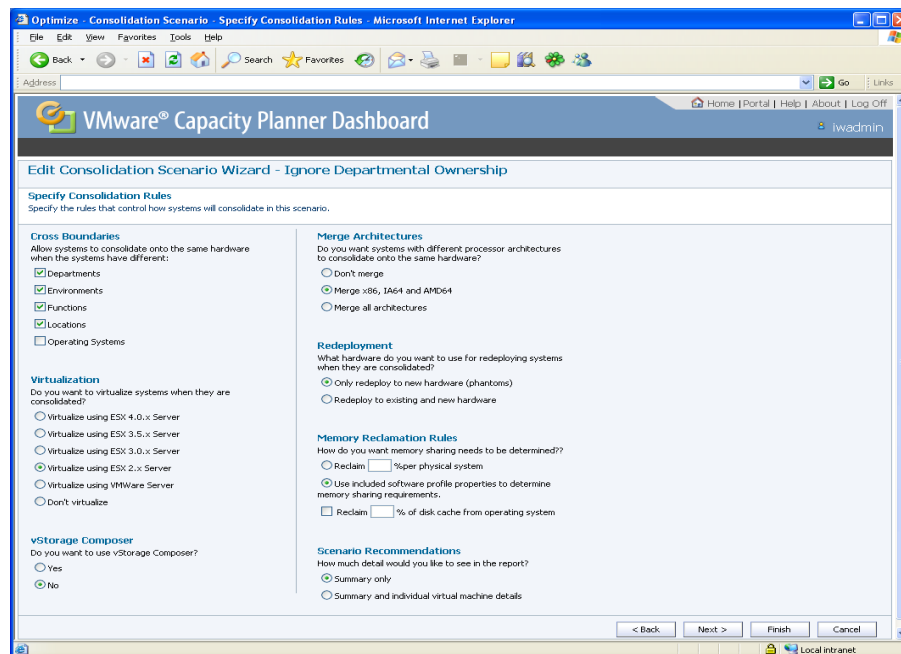 Optimize - Consolidation Scenario - Specify Consolidation Rules - Microsoft Internet Explorer
File Edit View Favorites Tools Help
Back Search Favorites
Address Go Links
Home | Portal | Help | About | Log Off
VMware® Capacity Planner Dashboard
iwadmin
Edit Consolidation Scenario Wizard - Ignore Departmental Ownership
Specify Consolidation Rules
Specify the rules that control how systems will consolidate in this scenario.
Cross Boundaries
Allow systems to consolidate onto the same hardware
when the systems have different:
Departments
Environments
Functions
Locations
Operating Systems
Virtualization
Do you want to virtualize systems when they are
consolidated?
Virtualize using ESX 4.0.x Server
Virtualize using ESX 3.5.x Server
Virtualize using ESX 3.0.x Server
Virtualize using ESX 2.x Server
Virtualize using VMWare Server
Don't virtualize
vStorage Composer
Do you want to use vStorage Composer?
Yes
No
Merge Architectures
Do you want systems with different processor architectures
to consolidate onto the same hardware?
Don't merge
Merge x86, IA64 and AMD64
Merge all architectures
Redeployment
What hardware do you want to use for redeploying systems
when they are consolidated?
Only redeploy to new hardware (phantoms)
Redeploy to existing and new hardware
Memory Reclamation Rules
How do you want memory sharing needs to be determined??
Reclaim %per physical system
Use included software profile properties to determine
memory sharing requirements.
Reclaim % of disk cache from operating system
Scenario Recommendations
How much detail would you like to see in the report?
Summary only
Summary and individual virtual machine details
< Back Next > Finish Cancel
Local intranet